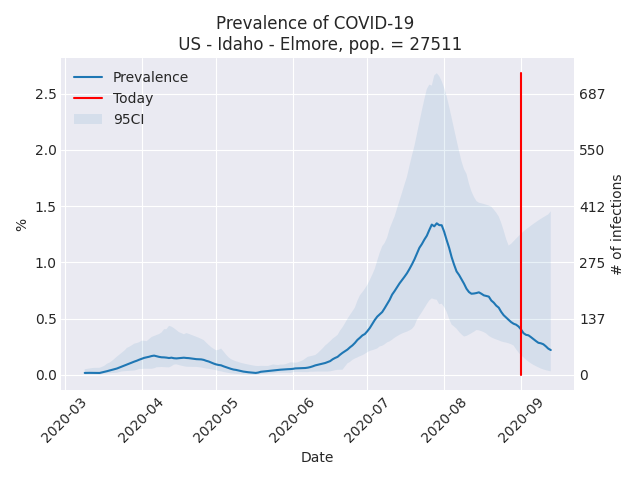 Prevalence of COVID-19
US - Idaho - Elmore, pop. = 27511
Prevalence
Today
95CI
%
2.5
2.0
1.5
1.0
0.5
0.0
687
550
412
275
137
0
# of infections
2020-03
2020-04
2020-05
2020-06
2020-07
2020-08
2020-09
Date